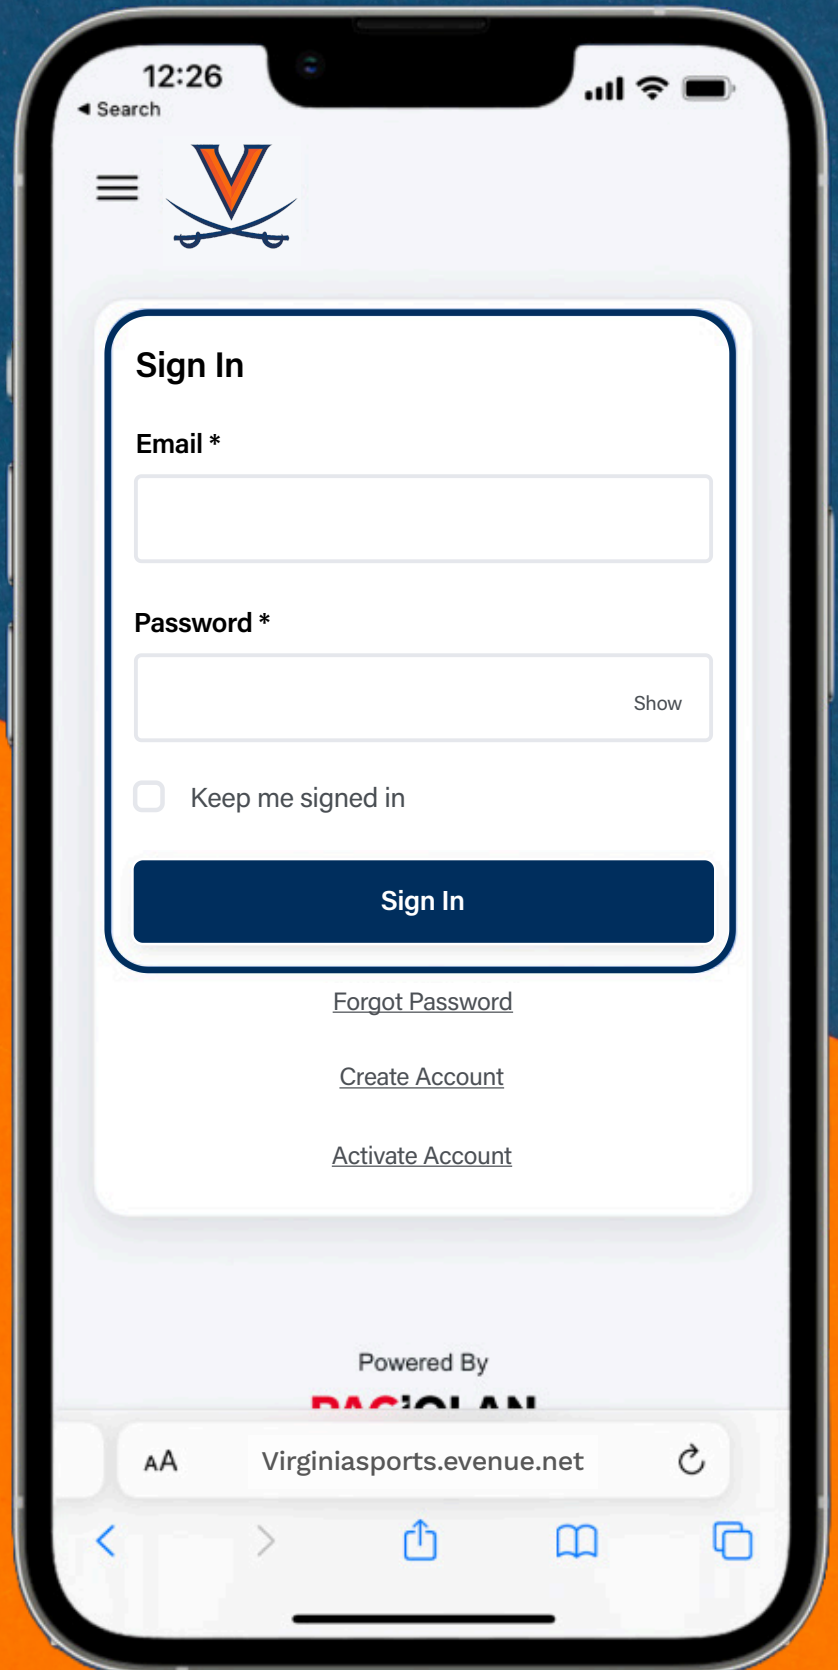 12:26
Search
V
Sign In
Email *
Password *
Show
Keep me signed in
Sign In
Forgot Password
Create Account
Activate Account
Powered By
PACIOLAN
AA
Virginiasports.evenue.net